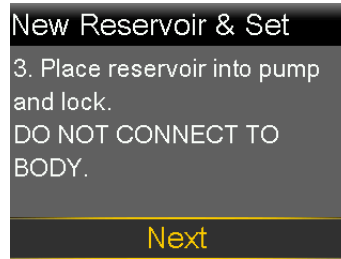 New Reservoir & Set
3. Place reservoir into pump
and lock.
DO NOT CONNECT TO
BODY.
Next